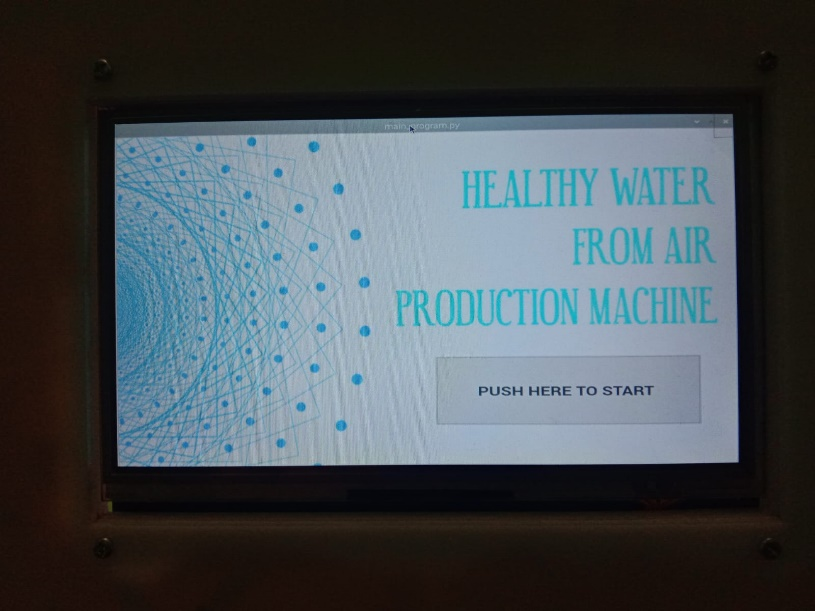 main_program.py
HEALTHY WATER
FROM AIR
PRODUCTION MACHINE
PUSH HERE TO START